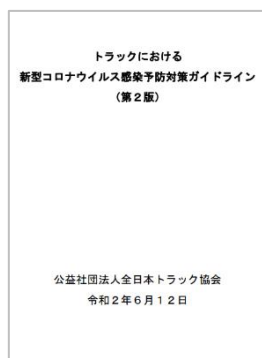 トラックにおける
新型コロナウイルス感染予防対策ガイドライン
（第２版）
公益社団法人全日本トラック協会
令和２年６月１２日